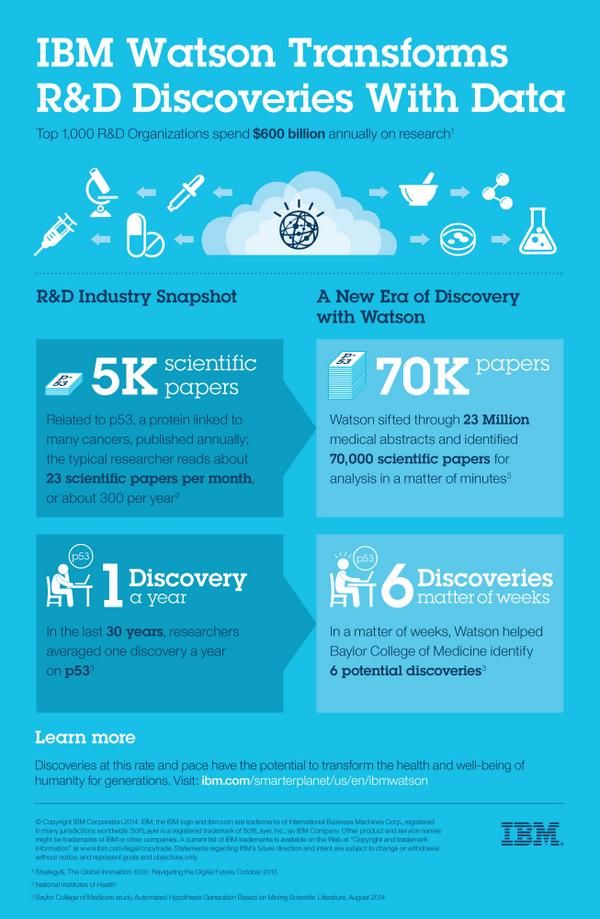 IBM Watson Transforms
R&D Discoveries With Data
Top 1,000 R&D Organizations spend $600 billion annually on research¹
R&D Industry Snapshot
p-53
5K scientific papers
Related to p53, a protein linked to
many cancers, published annually;
the typical researcher reads about
23 scientific papers per month,
or about 300 per year²
p53
1 Discovery a year
In the last 30 years, researchers
averaged one discovery a year
on p53³
A New Era of Discovery
with Watson
p-53
70K papers
Watson sifted through 23 Million
medical abstracts and identified
70,000 scientific papers for
analysis in a matter of minutes³
p53
6 Discoveries matter of weeks
In a matter of weeks, Watson helped
Baylor College of Medicine identify
6 potential discoveries³
Learn more
Discoveries at this rate and pace have the potential to transform the health and well-being of
humanity for generations. Visit: ibm.com/smarterplanet/us/en/ibmwatson
© Copyright IBM Corporation 2014. IBM, the IBM logo and ibm.com are trademarks of International Business Machines Corp., registered
in many jurisdictions worldwide. SoftLayer is a registered trademark of SoftLayer, Inc., an IBM Company. Other product and service names
might be trademarks of IBM or other companies. A current list of IBM trademarks is available on the Web at "Copyright and trademark
information" at www.ibm.com/legal/copytrade. Statements regarding IBM's future direction and intent are subject to change or withdrawal
without notice, and represent goals and objectives only.
IBM
¹ Strategy&, The Global Innovation 1000: Navigating the Digital Future, October 2013
² National Institutes of Health
³ Baylor College of Medicine study, Automated Hypothesis Generation Based on Mining Scientific Literature, August 2014